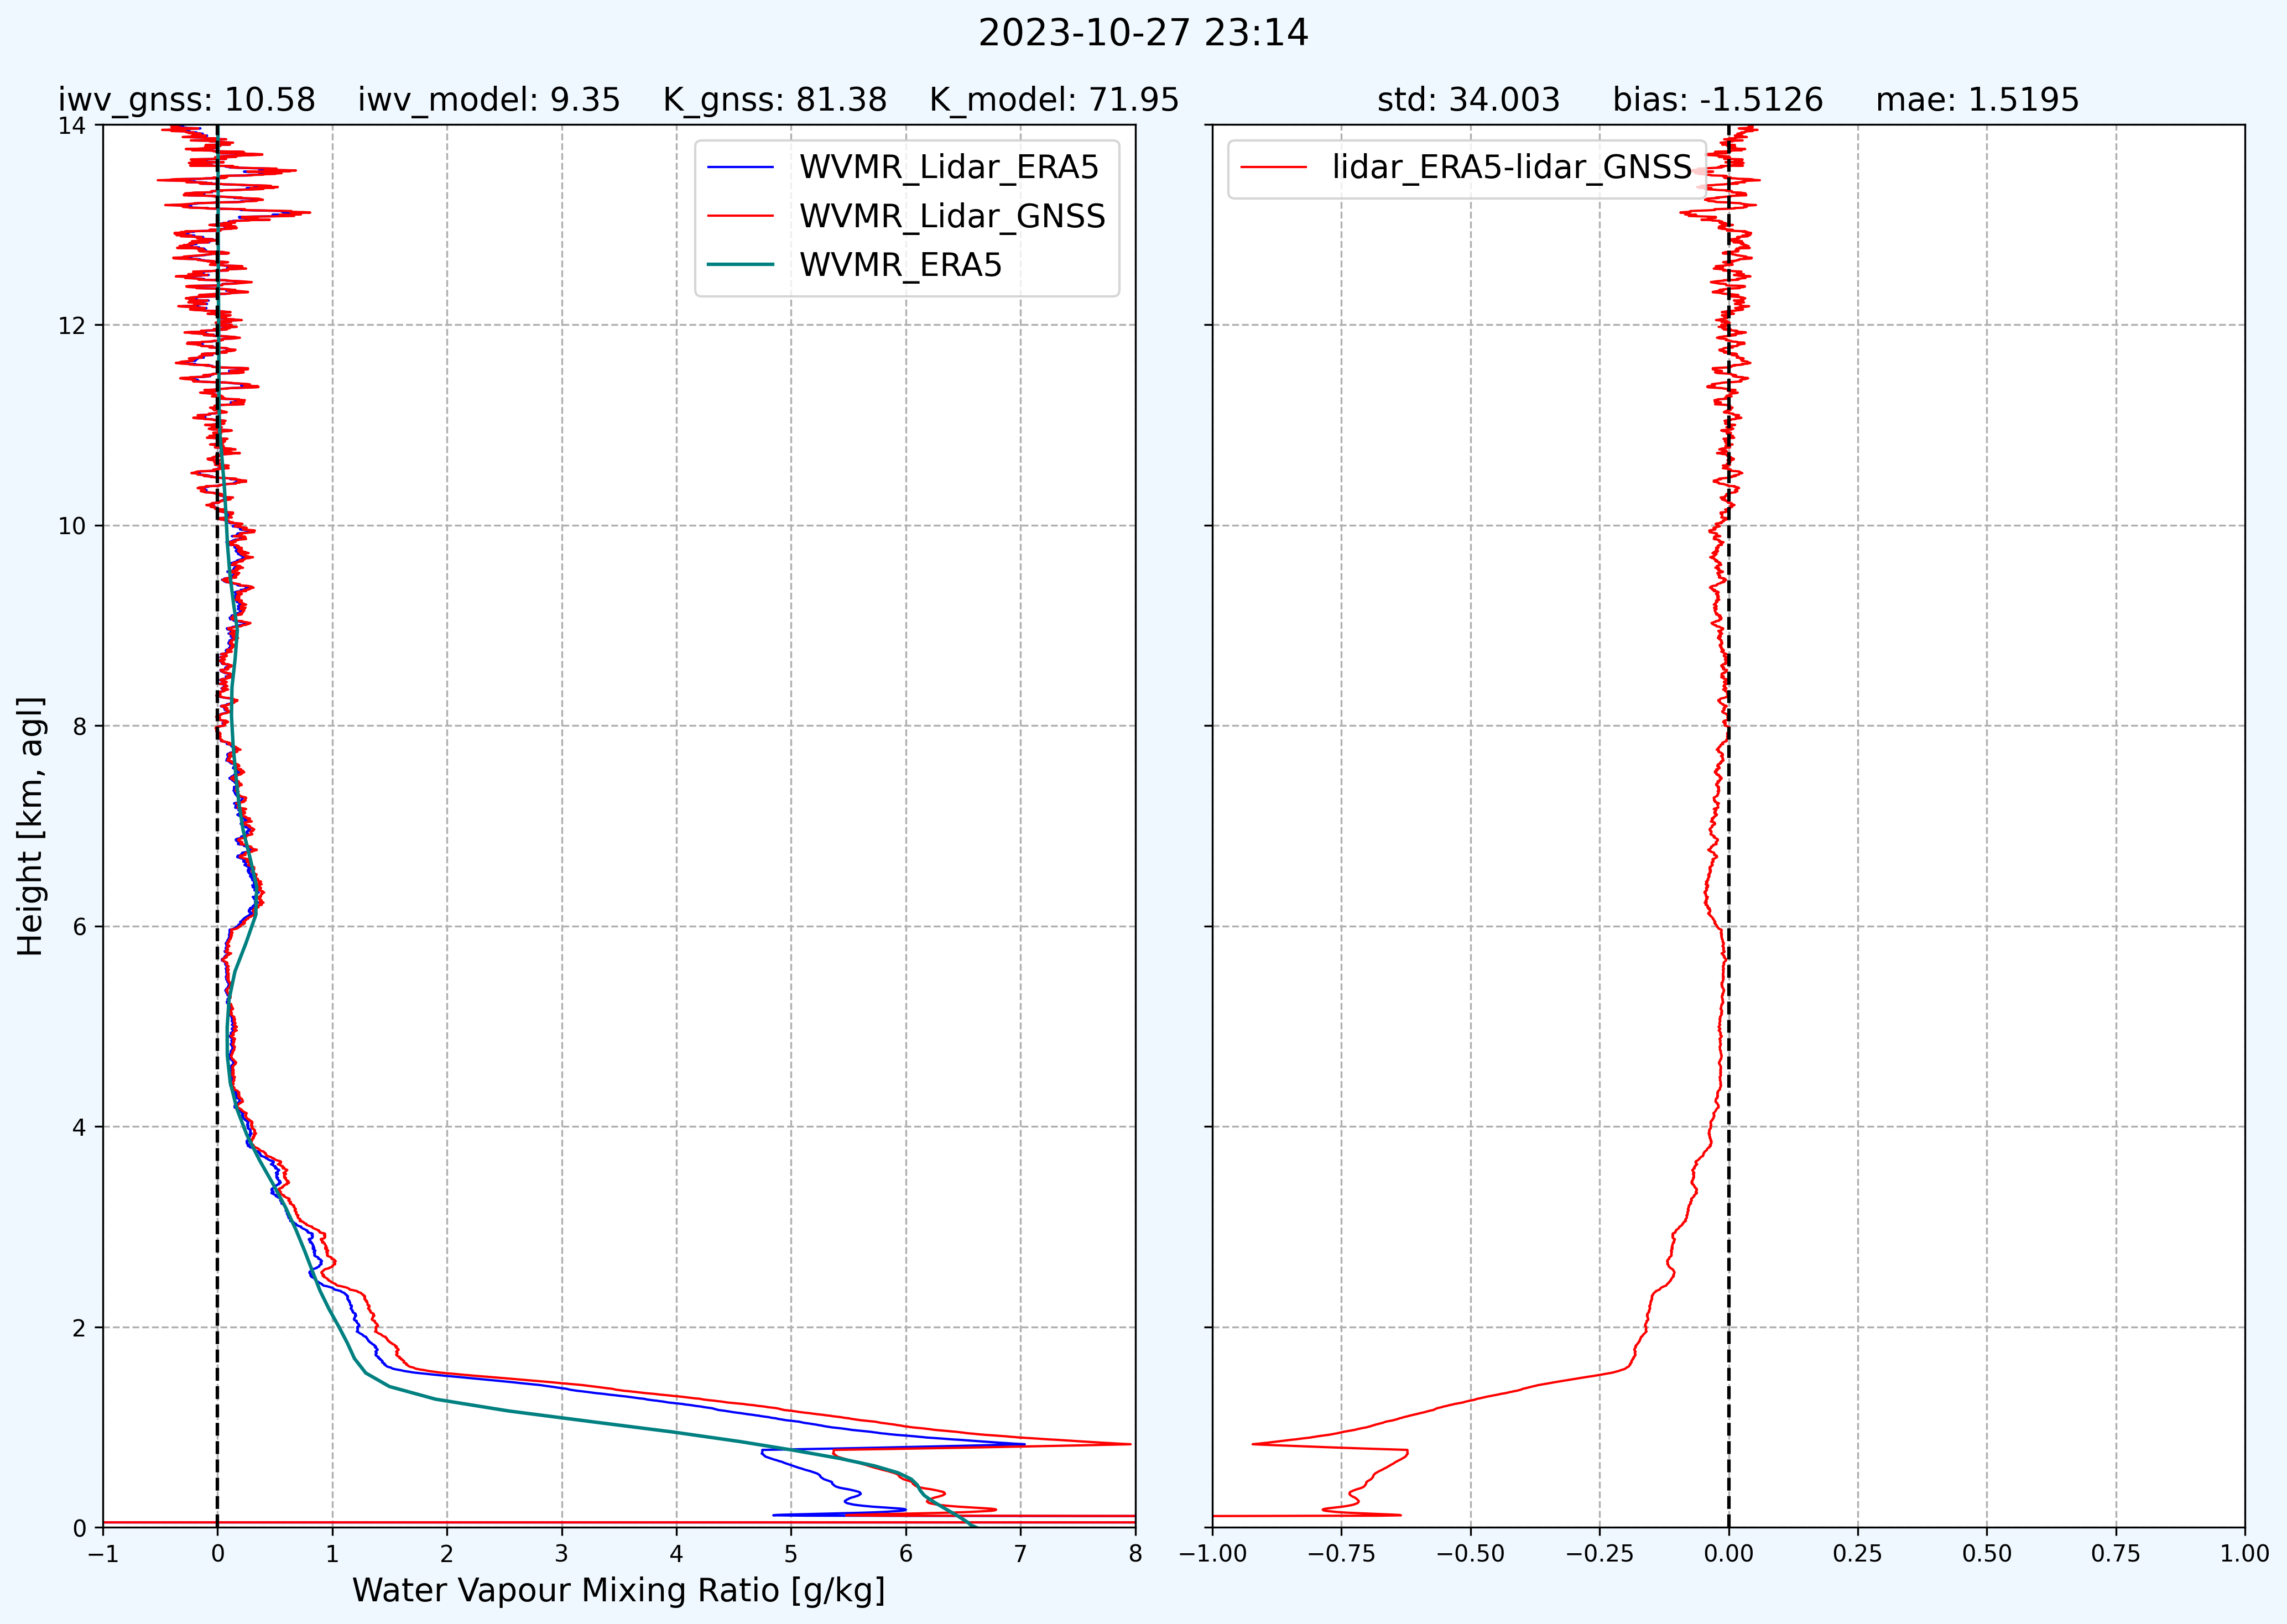 2023-10-27 23:14
iwv_gnss: 10.58 iwv_model: 9.35 K_gnss: 81.38 K_model: 71.95
std: 34.003 bias: -1.5126 mae: 1.5195
WVMR_Lidar_ERA5
WVMR_Lidar_GNSS
WVMR_ERA5
lidar_ERA5-lidar_GNSS
Height [km, agl]
14
12
10
8
6
4
2
0
−1 0 1 2 3 4 5 6 7 8
Water Vapour Mixing Ratio [g/kg]
−1.00 −0.75 −0.50 −0.25 0.00 0.25 0.50 0.75 1.00